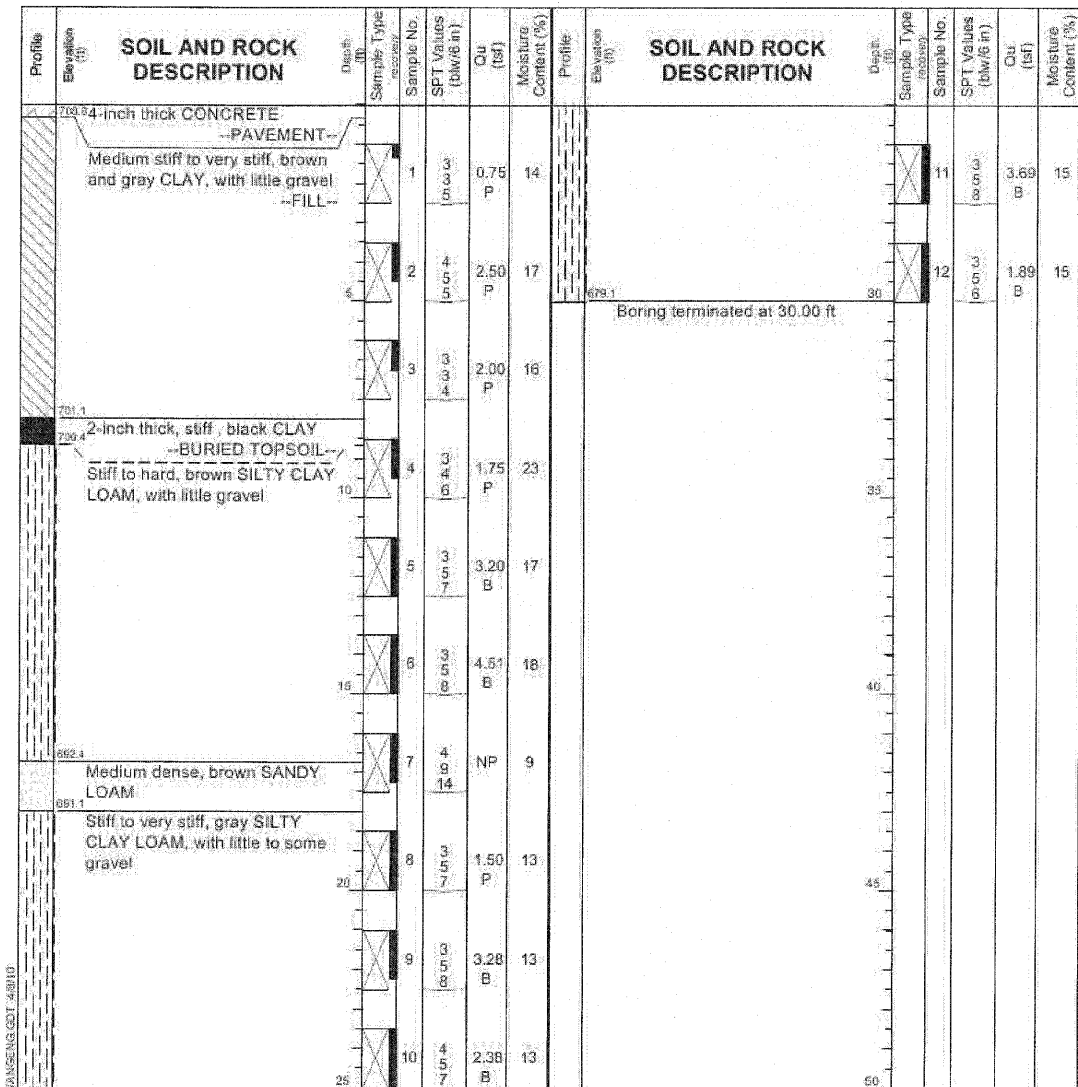 Profile
Elevation (ft)
SOIL AND ROCK
DESCRIPTION
Depth (ft)
Sample Type
recovery
Sample No.
SPT Values
(blw/6 in)
Qu
(tsf)
Moisture
Content (%)
Profile
Elevation (ft)
SOIL AND ROCK
DESCRIPTION
Depth (ft)
Sample Type
recovery
Sample No.
SPT Values
(blw/6 in)
Qu
(tsf)
Moisture
Content (%)
4-inch thick CONCRETE
--PAVEMENT--
Medium stiff to very stiff, brown
and gray CLAY, with little gravel
--FILL--
1 3 3 5 0.75 P 14
2 4 5 5 2.50 P 17
5
3 3 3 4 2.00 P 16
701.1
2-inch thick, stiff , black CLAY
700.4
--BURIED TOPSOIL--
Stiff to hard, brown SILTY CLAY
LOAM, with little gravel
4 3 4 6 1.75 P 23
10
5 3 5 7 3.20 B 17
6 3 5 8 4.51 B 18
15
692.4
7 4 9 14 NP 9
Medium dense, brown SANDY
LOAM
691.1
Stiff to very stiff, gray SILTY
CLAY LOAM, with little to some
gravel
8 3 5 7 1.50 P 13
20
9 3 5 8 3.28 B 13
10 4 5 7 2.38 B 13
25
11 3 5 8 3.69 B 15
12 3 5 6 1.89 B 15
679.1
30
Boring terminated at 30.00 ft
35
40
45
50